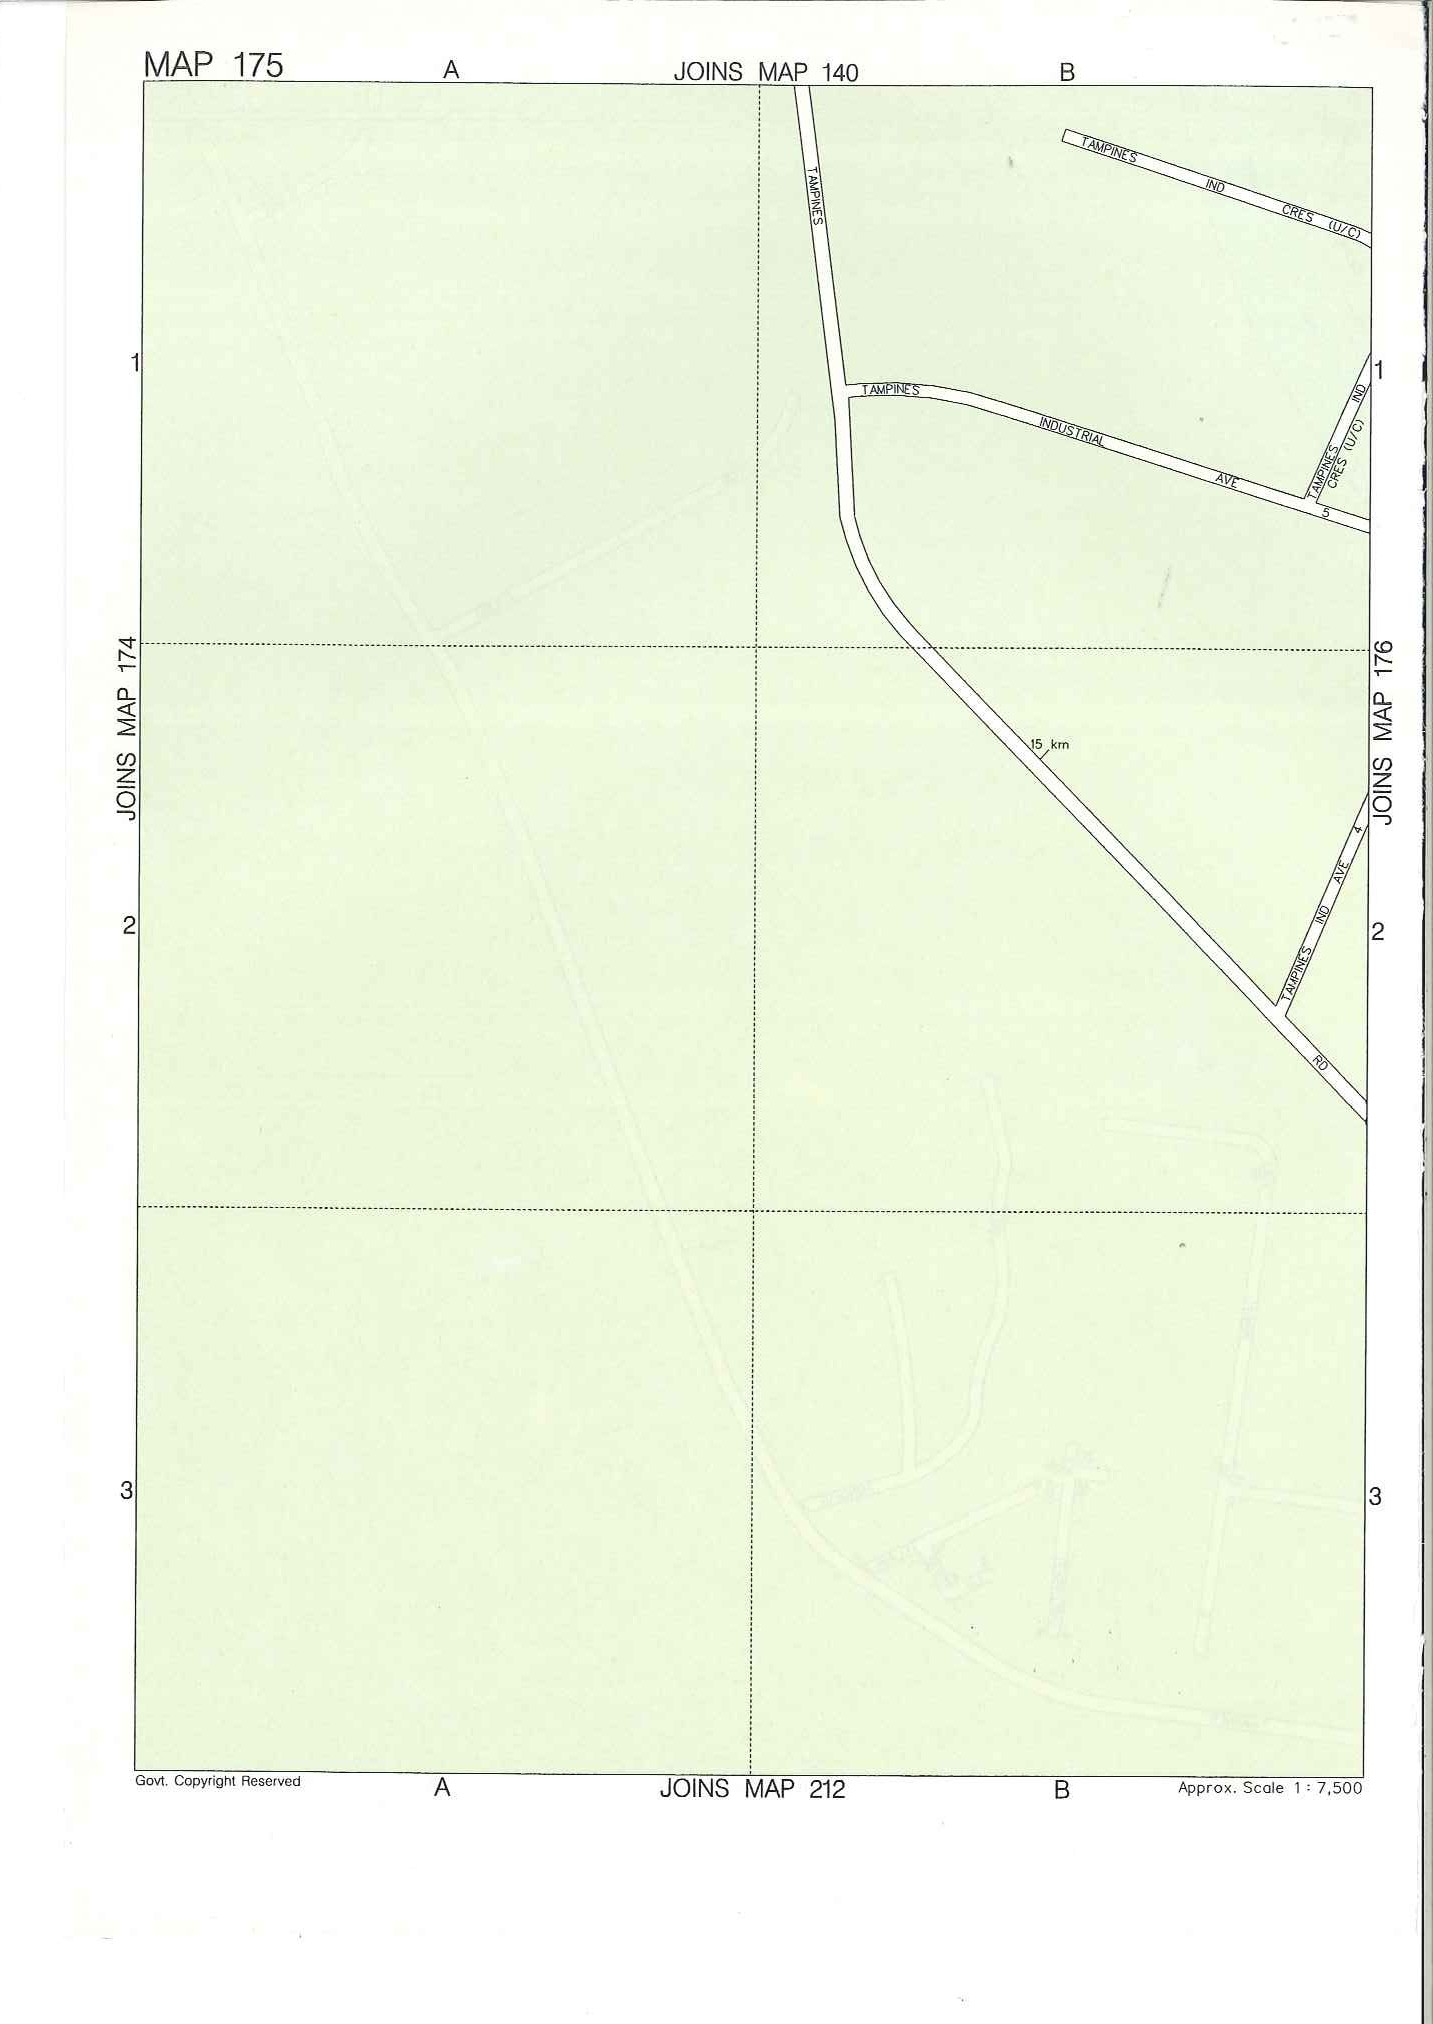 MAP 175
A
JOINS MAP 140
B
TAMPINES
TAMPINES IND CRES (U/C)
1
1
TAMPINES INDUSTRIAL AVE 5
TAMPINES IND
CRES (U/C)
JOINS MAP 174
JOINS MAP 176
15 km
2
2
TAMPINES IND AVE 4
RD
3
3
Govt. Copyright Reserved
A
JOINS MAP 212
B
Approx. Scale 1 : 7,500